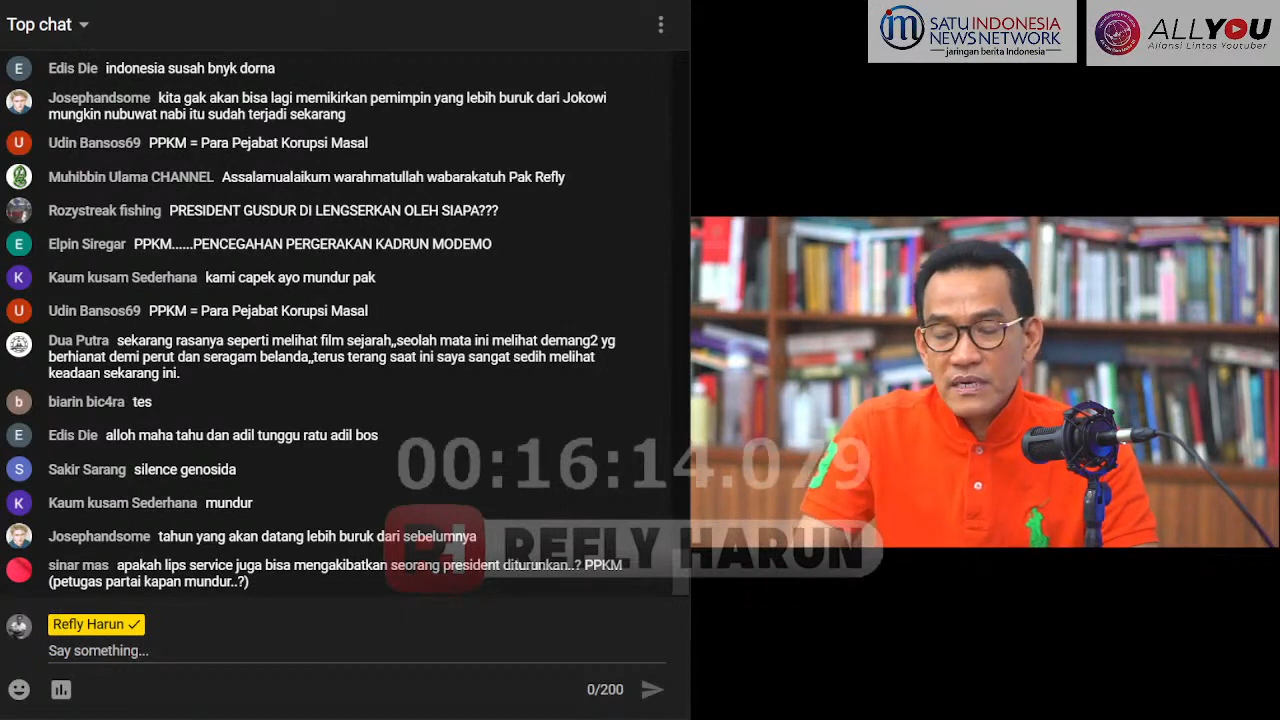 Top chat
SATU INDONESIA
NEWS NETWORK
jaringan berita Indonesia
ALLYOU
Aliansi Lintas Youtuber
E Edis Die indonesia susah bnyk dorna
Josephandsome kita gak akan bisa lagi memikirkan pemimpin yang lebih buruk dari Jokowi
mungkin nubuwat nabi itu sudah terjadi sekarang
U Udin Bansos69 PPKM = Para Pejabat Korupsi Masal
Muhibbin Ulama CHANNEL Assalamualaikum warahmatullah wabarakatuh Pak Refly
Rozystreak fishing PRESIDENT GUSDUR DI LENGSERKAN OLEH SIAPA???
E Elpin Siregar PPKM......PENCEGAHAN PERGERAKAN KADRUN MODEMO
K Kaum kusam Sederhana kami capek ayo mundur pak
U Udin Bansos69 PPKM = Para Pejabat Korupsi Masal
Dua Putra sekarang rasanya seperti melihat film sejarah,,seolah mata ini melihat demang2 yg
berhianat demi perut dan seragam belanda,,terus terang saat ini saya sangat sedih melihat
keadaan sekarang ini.
b biarin bic4ra tes
E Edis Die alloh maha tahu dan adil tunggu ratu adil bos
S Sakir Sarang silence genosida
K Kaum kusam Sederhana mundur
Josephandsome tahun yang akan datang lebih buruk dari sebelumnya
sinar mas apakah lips service juga bisa mengakibatkan seorang president diturunkan..? PPKM
(petugas partai kapan mundur..?)
00:16:14.079
REFLY HARUN
Refly Harun
Say something...
0/200